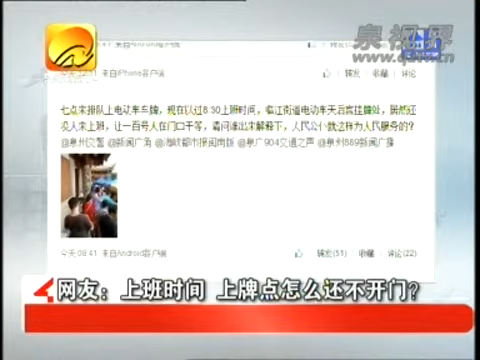 泉视界
www.qztv.cn
来自iPhone客户端
转发 收藏 评论
七点来排队上电动车车牌，现在以过8:30上班时间，临江街道电动车天后宫挂牌处，居然还
没人来上班，让一百号人在门口干等，请问谁出来解释下，人民公仆就这样为人民服务的？
@泉州交警 @新闻广角 @海峡都市报闽南版 @泉广904交通之声 @泉州889新闻广播
今天 08:41 来自Android客户端
转发(51) 收藏 评论(22)
网友：上班时间 上牌点怎么还不开门？